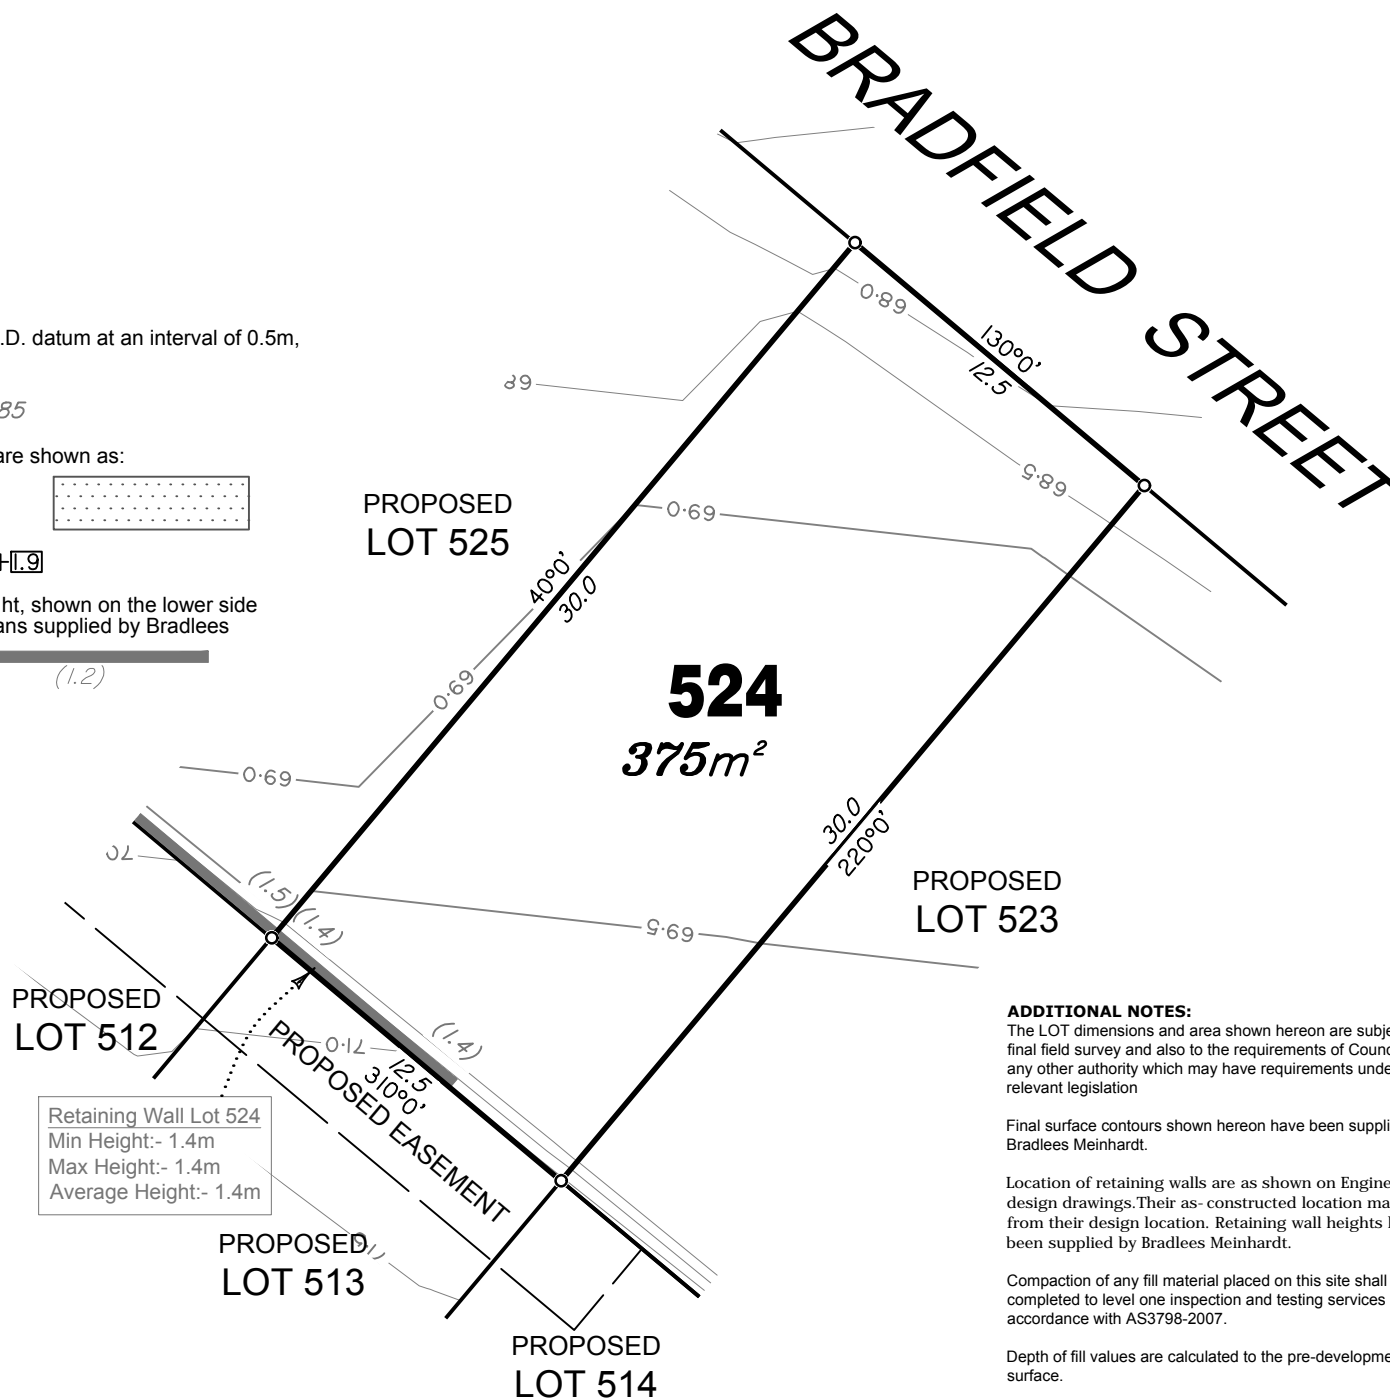 BRADFIELD STREET
.D. datum at an interval of 0.5m,
85
are shown as:
1.9
ht, shown on the lower side
ans supplied by Bradlees
(1.2)
68.0
130°0'
12.5
68
68.5
PROPOSED
LOT 525
69.0
40°0'
30.0
524
375m²
69.0
69.0
30.0
220°0'
PROPOSED
LOT 523
70
(1.5)
(1.4)
69.5
PROPOSED
LOT 512
71.0
(1.4)
12.5
310°0'
PROPOSED EASEMENT
Retaining Wall Lot 524
Min Height:- 1.4m
Max Height:- 1.4m
Average Height:- 1.4m
PROPOSED
LOT 513
PROPOSED
LOT 514
ADDITIONAL NOTES:
The LOT dimensions and area shown hereon are subje
final field survey and also to the requirements of Counc
any other authority which may have requirements unde
relevant legislation
Final surface contours shown hereon have been suppli
Bradlees Meinhardt.
Location of retaining walls are as shown on Engine
design drawings.Their as- constructed location ma
from their design location. Retaining wall heights h
been supplied by Bradlees Meinhardt.
Compaction of any fill material placed on this site shall
completed to level one inspection and testing services
accordance with AS3798-2007.
Depth of fill values are calculated to the pre-developme
surface.